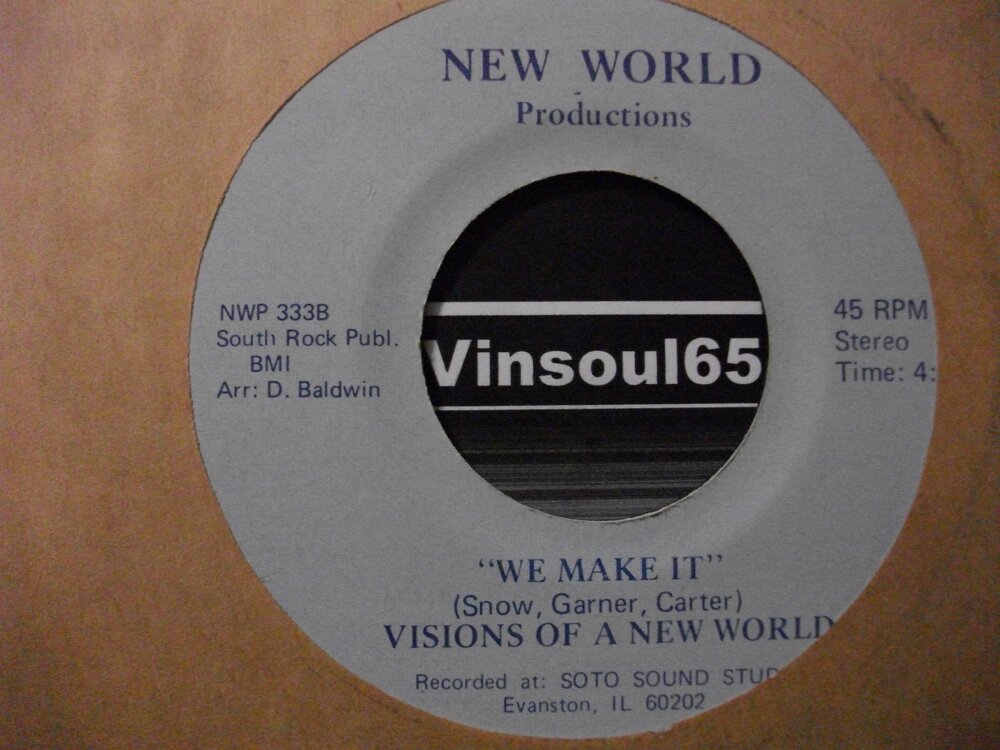 NEW WORLD
Productions
NWP 333B
South Rock Publ.
BMI
Arr: D. Baldwin
Vinsoul65
45 RPM
Stereo
Time: 4:
"WE MAKE IT"
(Snow, Garner, Carter)
VISIONS OF A NEW WORLD
Recorded at: SOTO SOUND STUD
Evanston, IL 60202